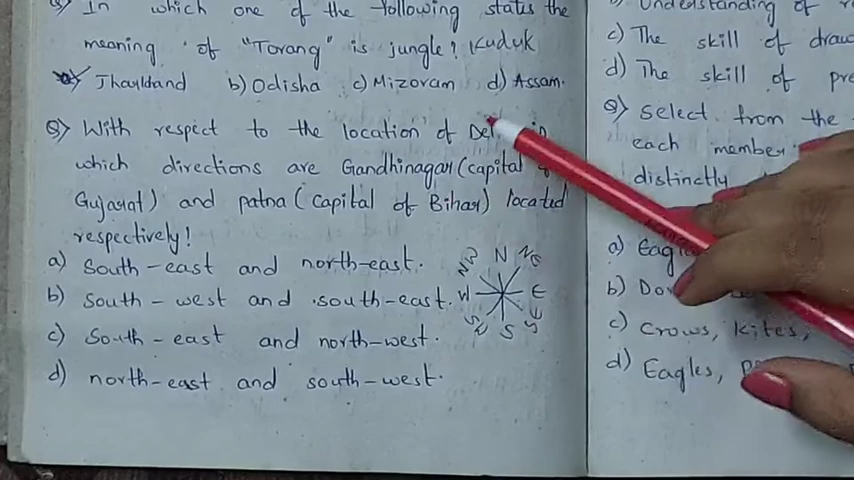 Q) In which one of the following states the
meaning of "Torang" is jungle? Kuduk
a) Jharkhand b) Odisha c) Mizoram d) Assam.
Q) With respect to the location of Del in
which directions are Gandhinagar (capital of
Gujarat) and patna (Capital of Bihar) located
respectively!
a) South-east and north-east.
b) South-west and south-east.
c) South-east and north-west.
d) north-east and south-west.
NW N NE
W E
SW S SE
b) Understanding of
c) The skill of draw
d) The skill of pre
Q) Select from the
each member
distinctly
a) Eagle
b) Do
c) Crows, kites,
d) Eagles,